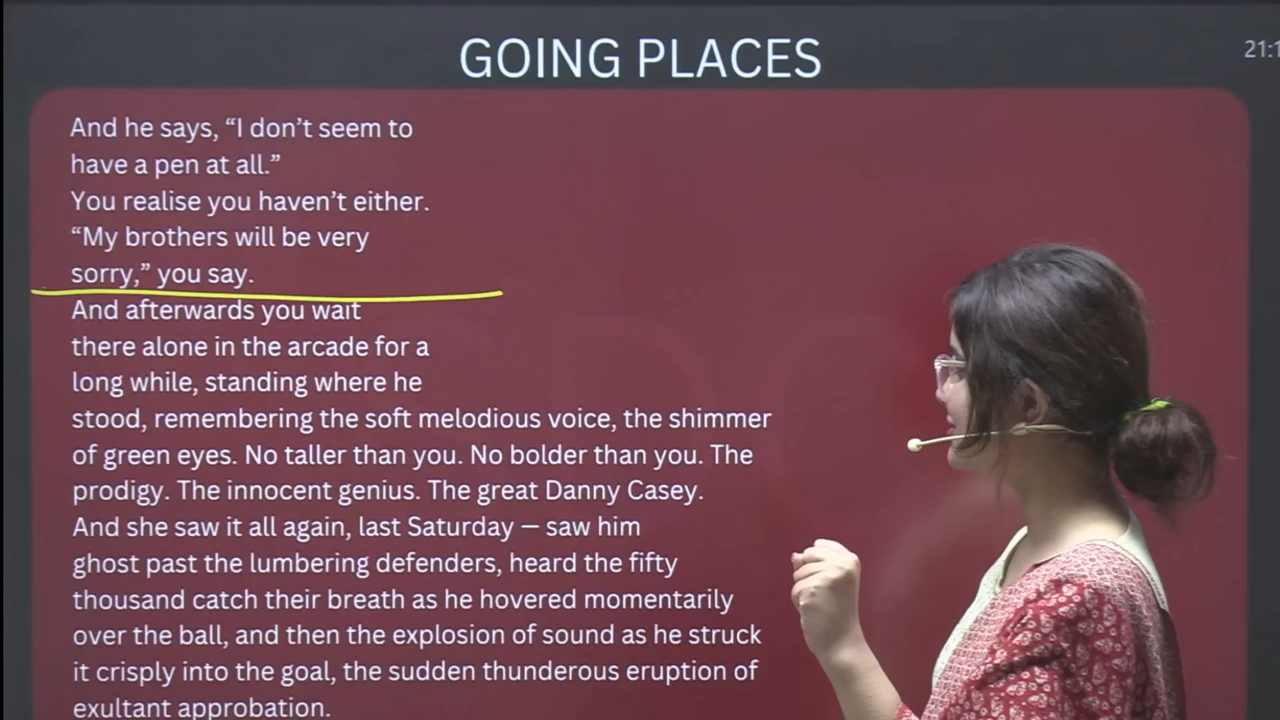 GOING PLACES
21:1
And he says, “I don’t seem to
have a pen at all.”
You realise you haven’t either.
“My brothers will be very
sorry,” you say.
And afterwards you wait
there alone in the arcade for a
long while, standing where he
stood, remembering the soft melodious voice, the shimmer
of green eyes. No taller than you. No bolder than you. The
prodigy. The innocent genius. The great Danny Casey.
And she saw it all again, last Saturday — saw him
ghost past the lumbering defenders, heard the fifty
thousand catch their breath as he hovered momentarily
over the ball, and then the explosion of sound as he struck
it crisply into the goal, the sudden thunderous eruption of
exultant approbation.